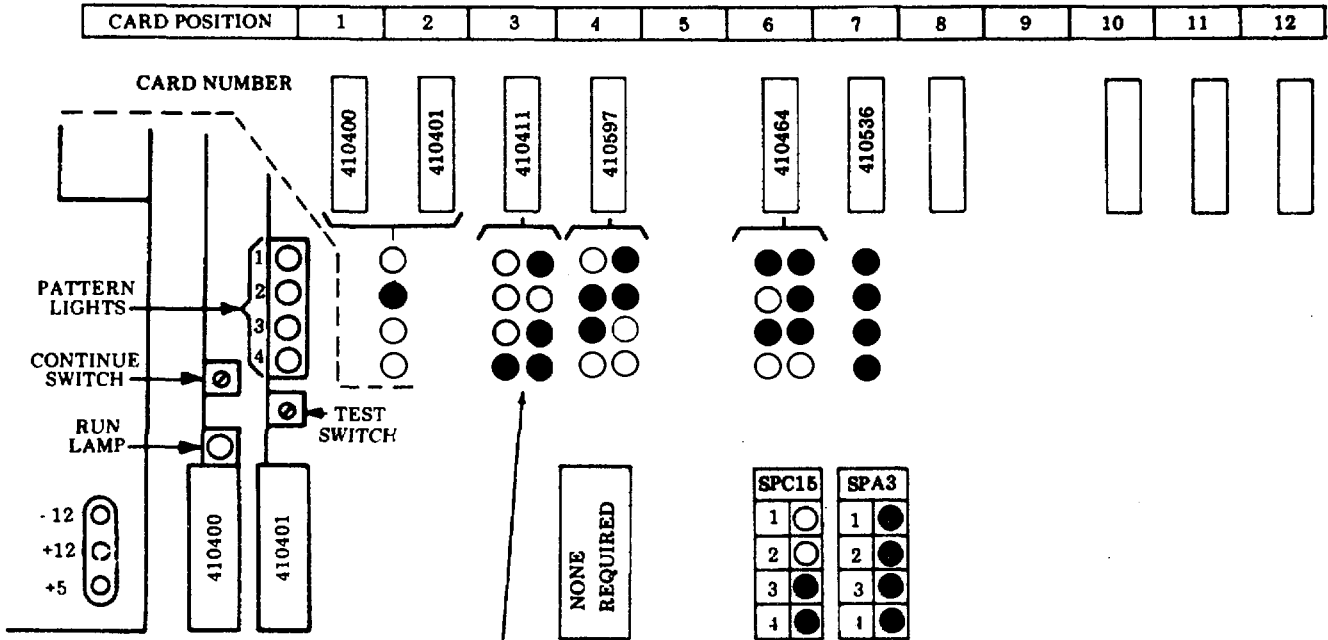 CARD POSITION 1 2 3 4 5 6 7 8 9 10 11 12
CARD NUMBER
410400
410401
410411
410597
410464
410536
PATTERN
LIGHTS
1
2
3
4
CONTINUE
SWITCH
TEST
SWITCH
RUN
LAMP
- 12
+12
+5
410400
410401
NONE
REQUIRED
SPC15
1
2
3
4
SPA3
1
2
3
4